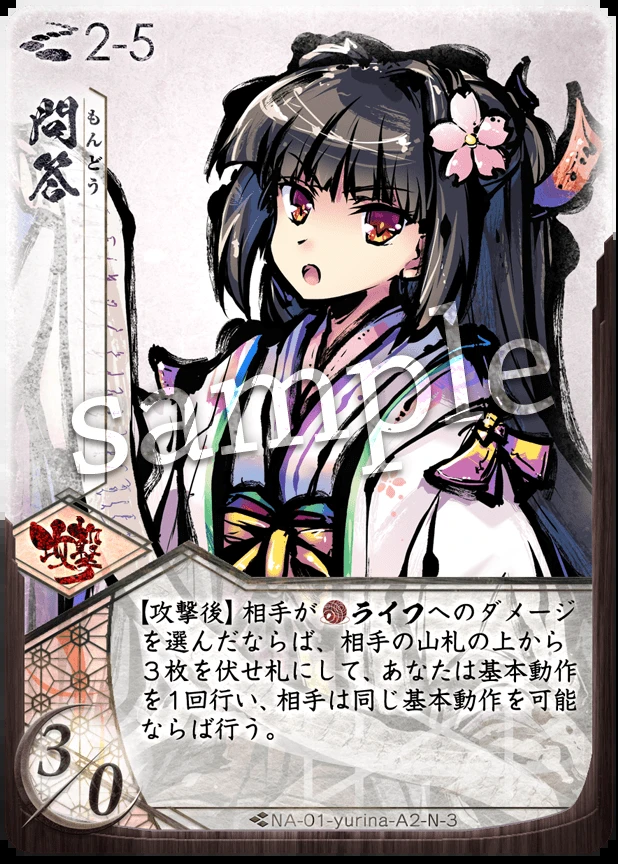 2-5
問答
もんどう
sample
攻撃
【攻撃後】相手がライフへのダメージ
を選んだならば、相手の山札の上から
3枚を伏せ札にして、あなたは基本動作
を1回行い、相手は同じ基本動作を可能
ならば行う。
3/0
NA-01-yurina-A2-N-3